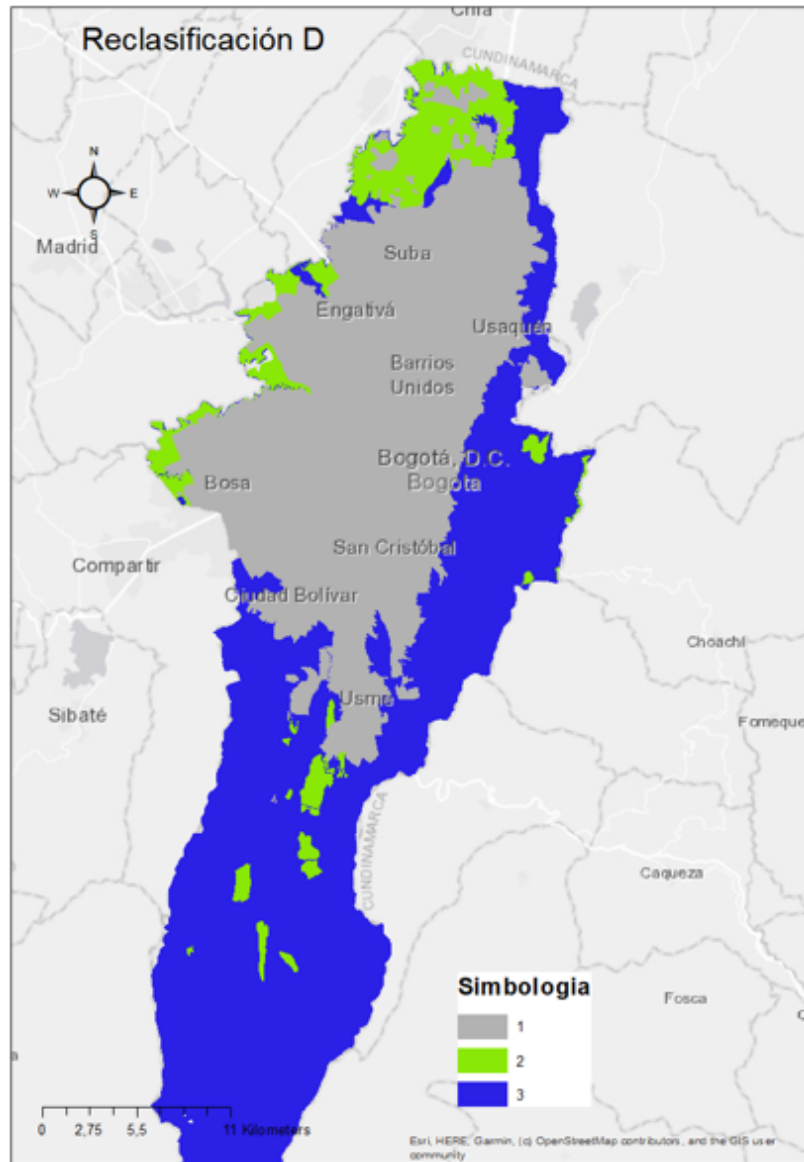 Reclasificación D
Chía
CUNDINAMARCA
N
W
E
S
Madrid
Suba
Engativá
Usaquén
Barrios
Unidos
Bogotá, D.C.
Bogota
Bosa
San Cristóbal
Compartir
Ciudad Bolívar
Choachí
Usme
Sibaté
Fomeque
CUNDINAMARCA
Caqueza
Simbologia
Fosca
1
2
3
0 2,75 5,5 11 Kilometers
Esri, HERE, Garmin, (c) OpenStreetMap contributors, and the GIS user
community